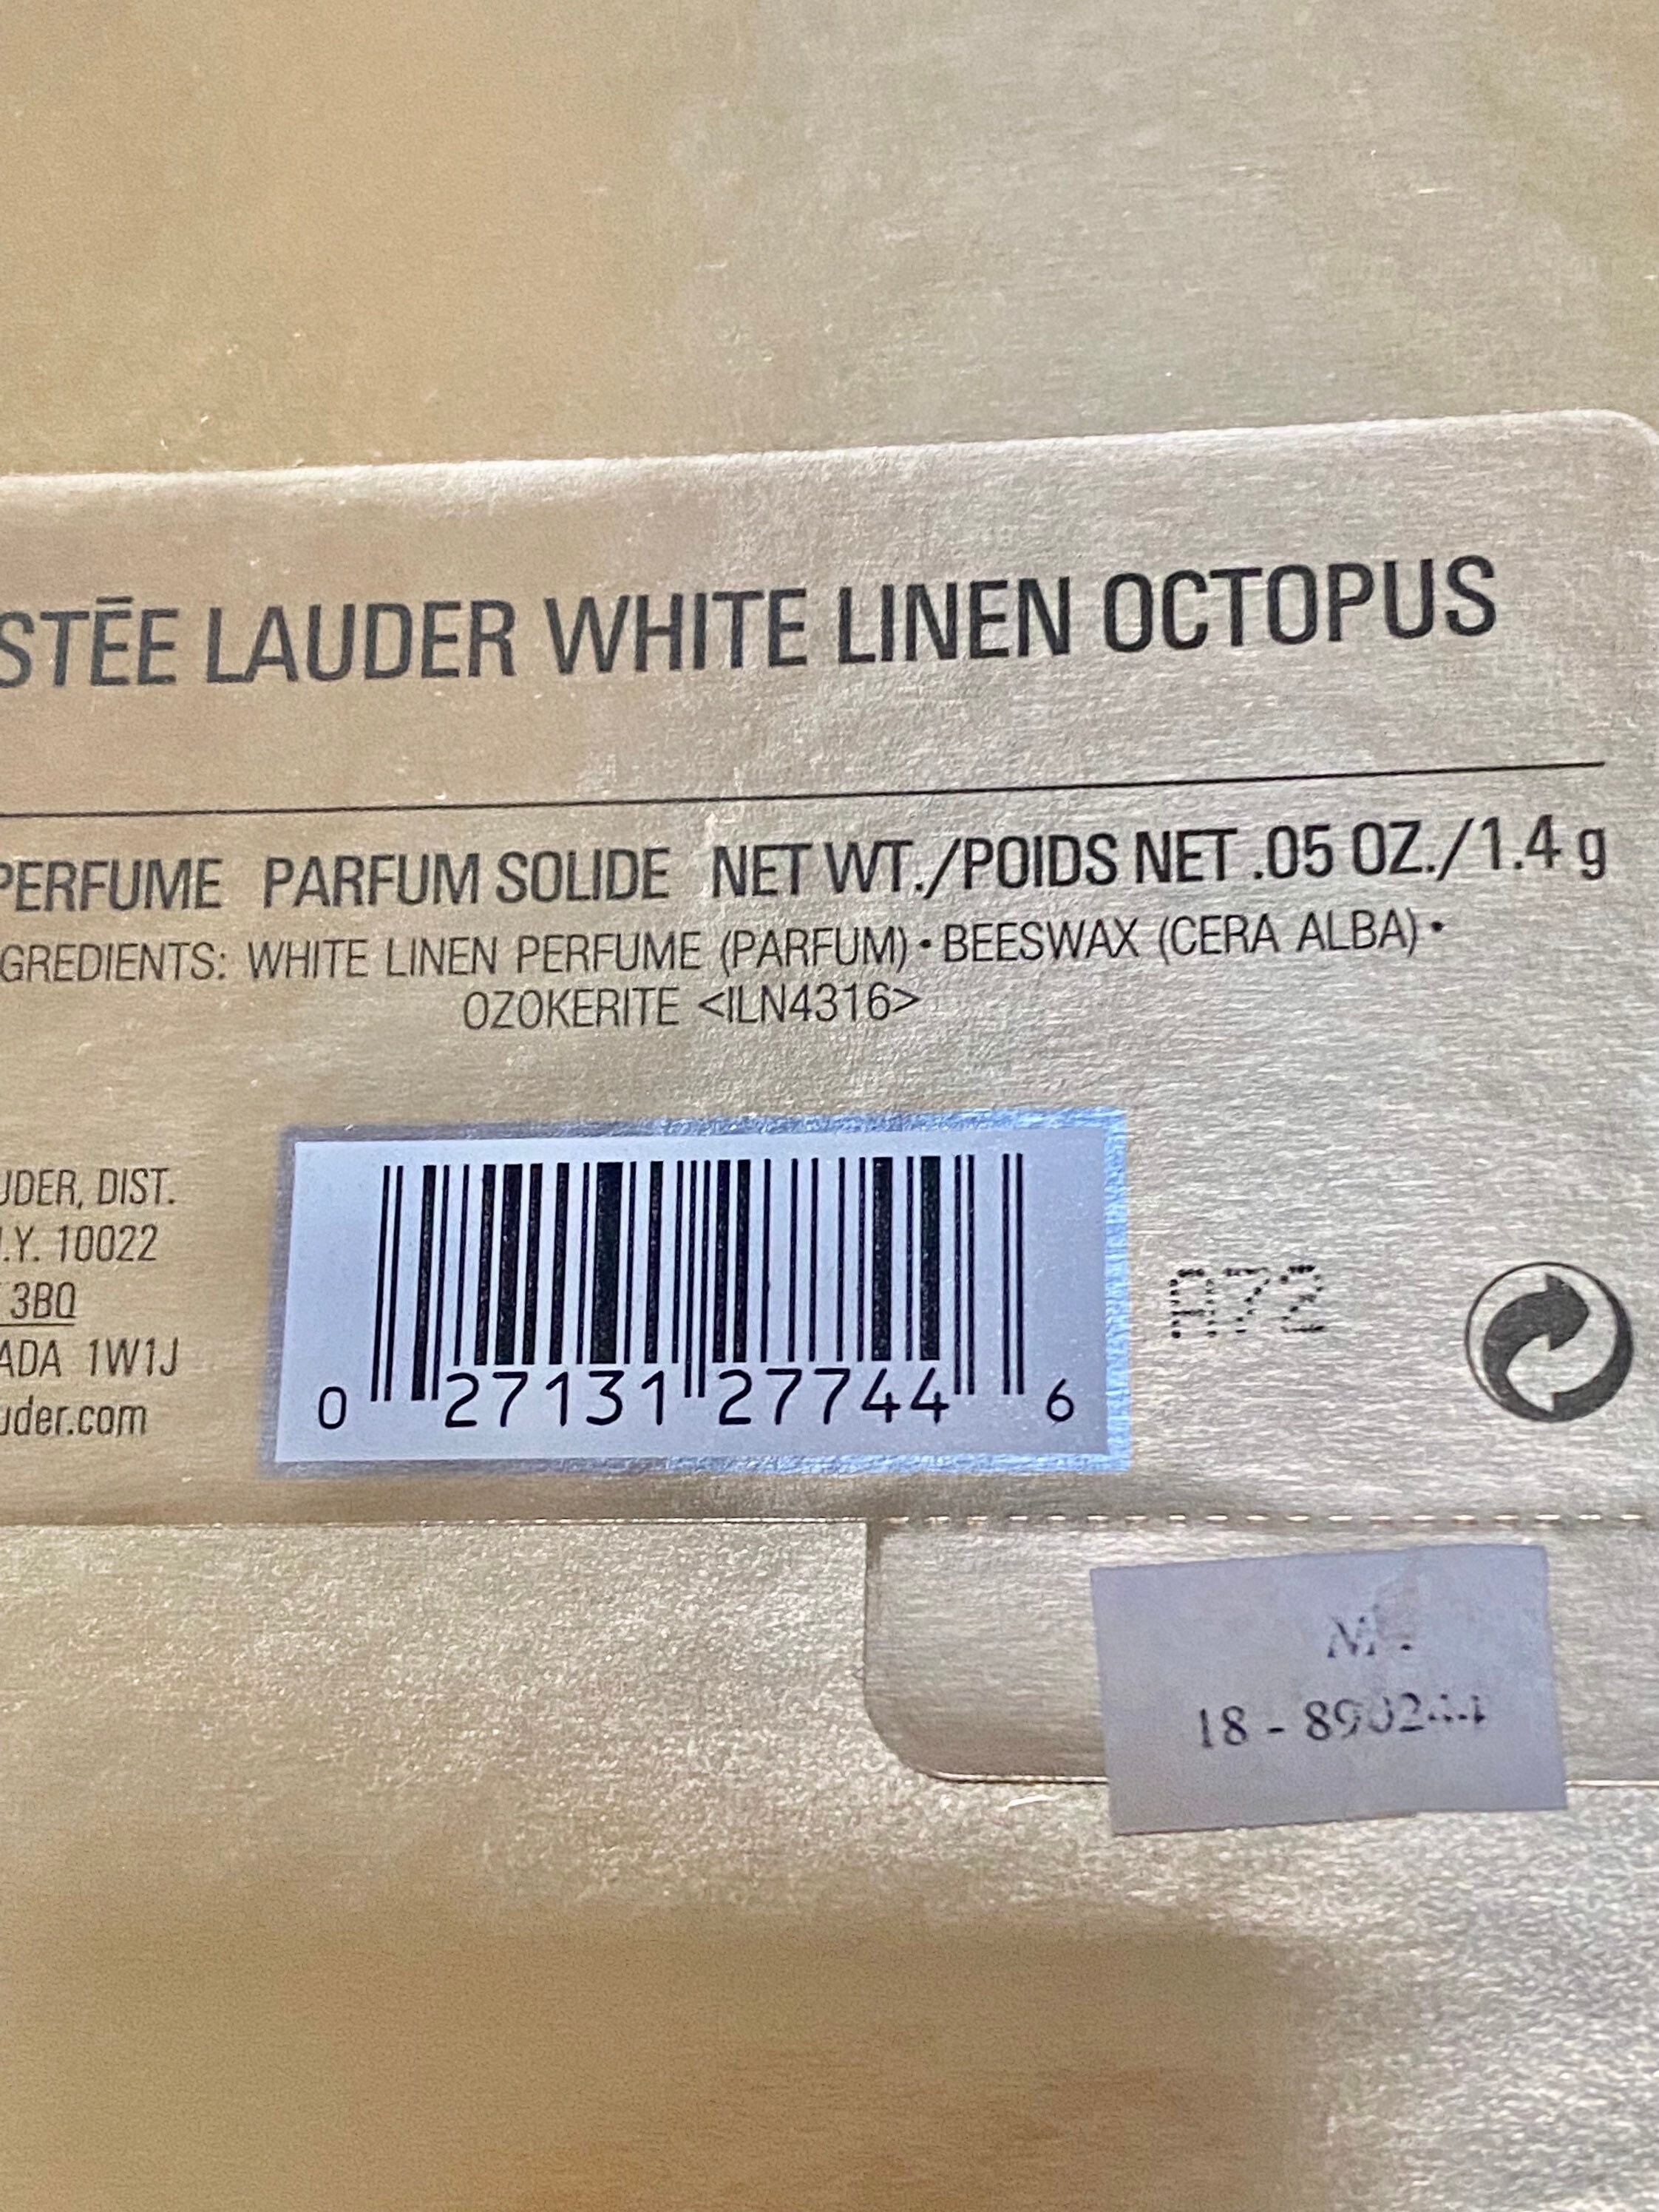 STĒE LAUDER WHITE LINEN OCTOPUS
PERFUME PARFUM SOLIDE NET WT./POIDS NET .05 OZ./1.4 g
GREDIENTS: WHITE LINEN PERFUME (PARFUM) • BEESWAX (CERA ALBA) •
OZOKERITE <ILN4316>
UDER, DIST.
.Y. 10022
3BQ
ADA 1W1J
uder.com
0 27131 27744 6
A72
18 -